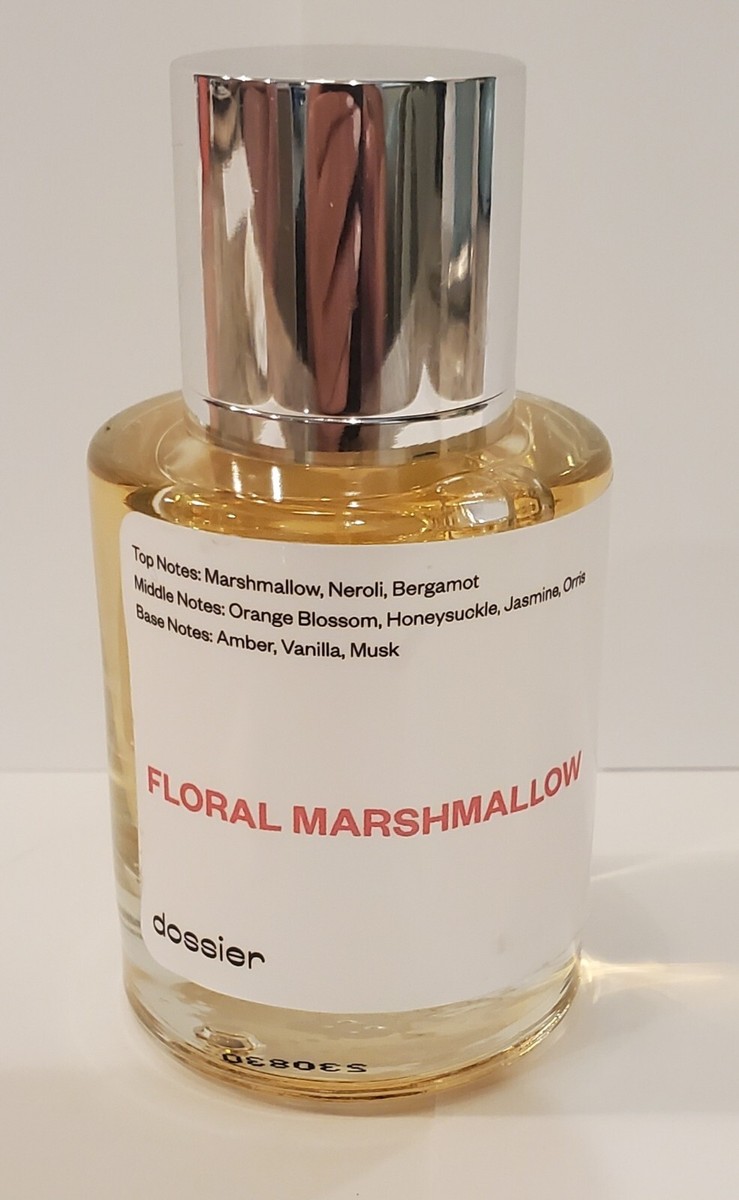 Top Notes: Marshmallow, Neroli, Bergamot
Middle Notes: Orange Blossom, Honeysuckle, Jasmine, Orris
Base Notes: Amber, Vanilla, Musk
FLORAL MARSHMALLOW
dossier
230830